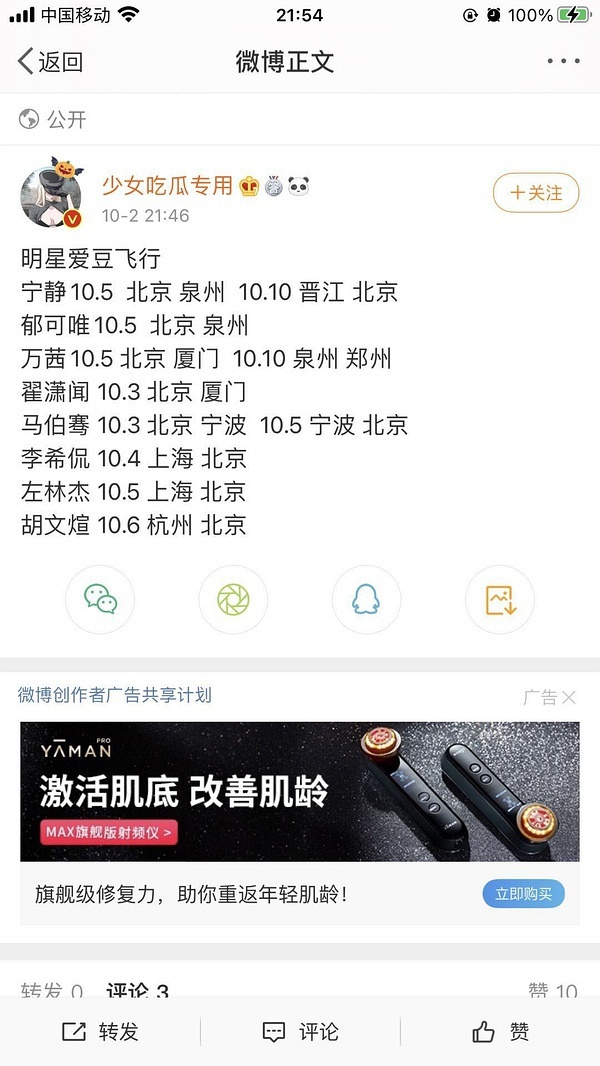 中国移动 21:54 100%
返回 微博正文
公开
少女吃瓜专用
+关注
10-2 21:46
明星爱豆飞行
宁静10.5 北京 泉州 10.10 晋江 北京
郁可唯10.5 北京 泉州
万茜10.5 北京 厦门 10.10 泉州 郑州
翟潇闻 10.3 北京 厦门
马伯骞 10.3 北京 宁波 10.5 宁波 北京
李希侃 10.4 上海 北京
左林杰 10.5 上海 北京
胡文煊 10.6 杭州 北京
微博创作者广告共享计划 广告
YAMAN PRO
激活肌底 改善肌龄
MAX旗舰版射频仪 >
旗舰级修复力，助你重返年轻肌龄！ 立即购买
转发 0 评论 3 赞 10
转发 评论 赞